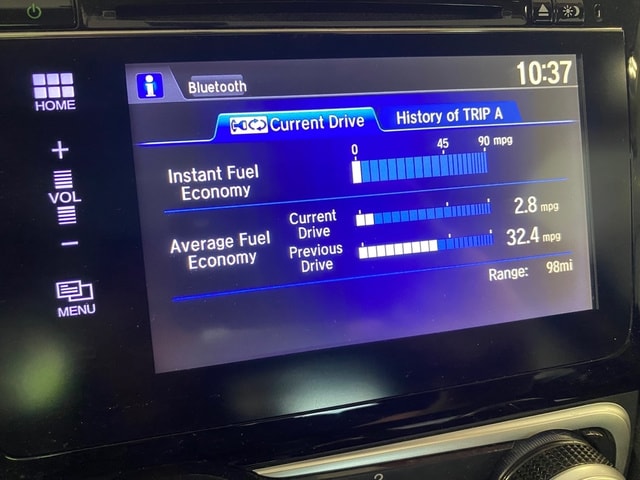 10:37
HOME
Bluetooth
Current Drive
History of TRIP A
0 45 90 mpg
+
Instant Fuel
Economy
VOL
Current
Drive
2.8 mpg
Average Fuel
Economy
Previous
Drive
32.4 mpg
−
Range: 98mi
MENU